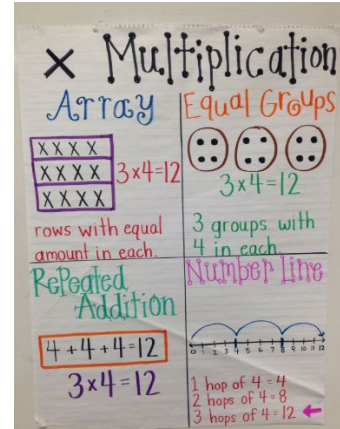 × Multiplication
Array
X X X X
X X X X
X X X X
3×4=12
rows with equal
amount in each.
Equal Groups
3×4=12
3 groups with
4 in each.
Repeated
Addition
4+4+4=12
3×4=12
Number Line
0 1 2 3 4 5 6 7 8 9 10 11 12
1 hop of 4=4
2 hops of 4=8
3 hops of 4=12